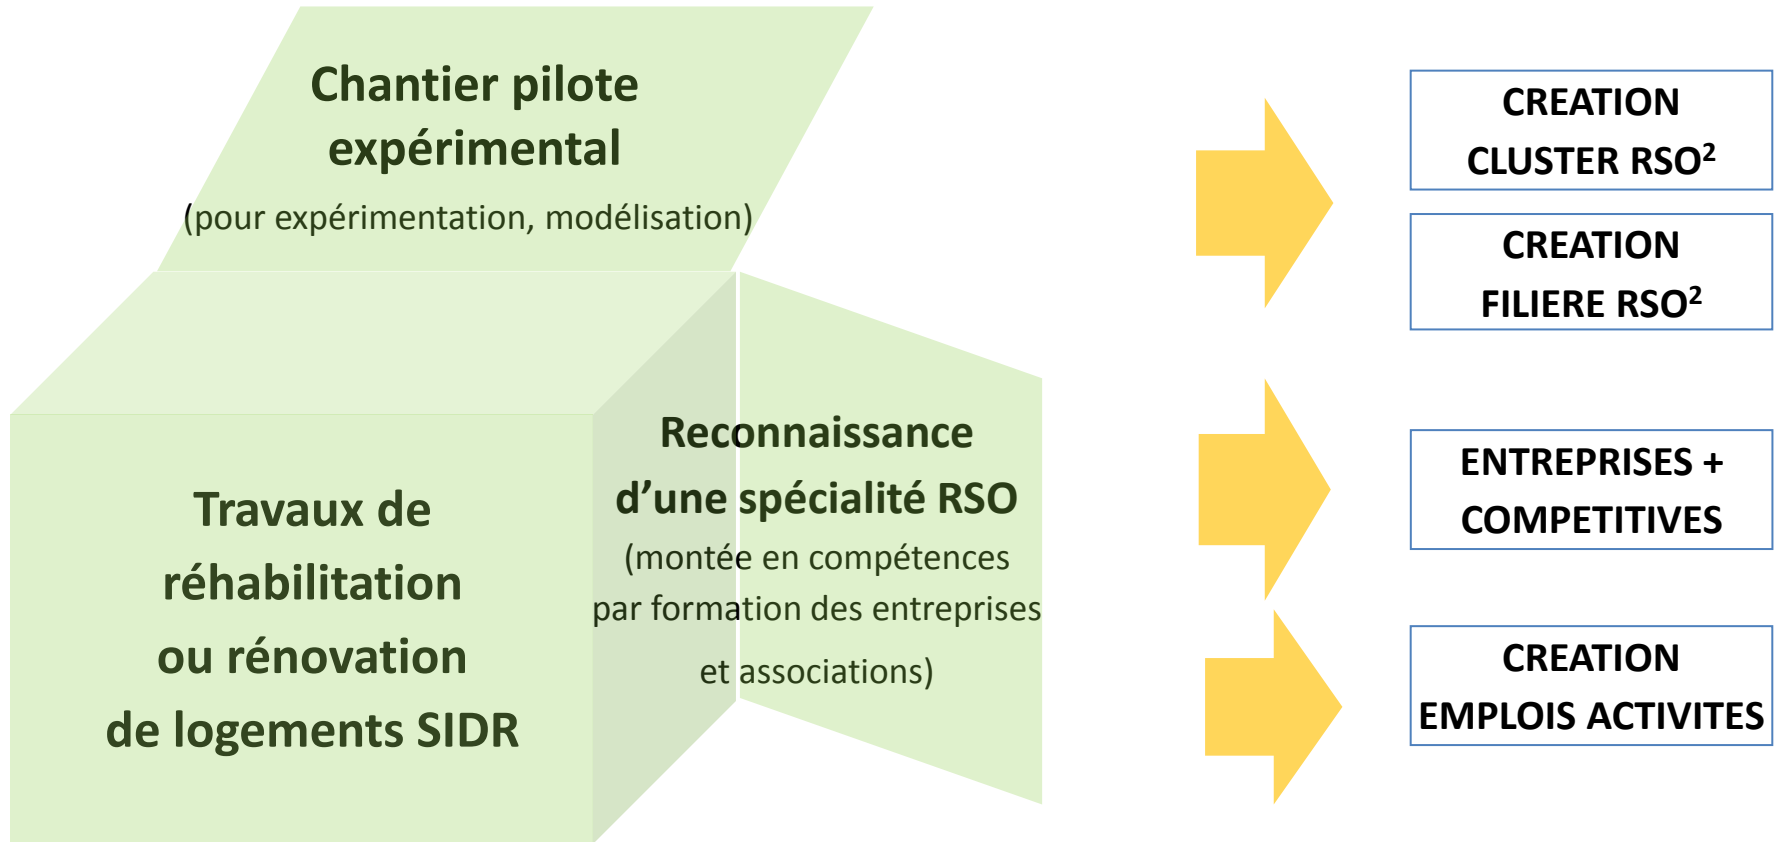 Chantier pilote
expérimental
(pour expérimentation, modélisation)
Travaux de
réhabilitation
ou rénovation
de logements SIDR
Reconnaissance
d’une spécialité RSO
(montée en compétences
par formation des entreprises
et associations)
CREATION
CLUSTER RSO²
CREATION
FILIERE RSO²
ENTREPRISES +
COMPETITIVES
CREATION
EMPLOIS ACTIVITES